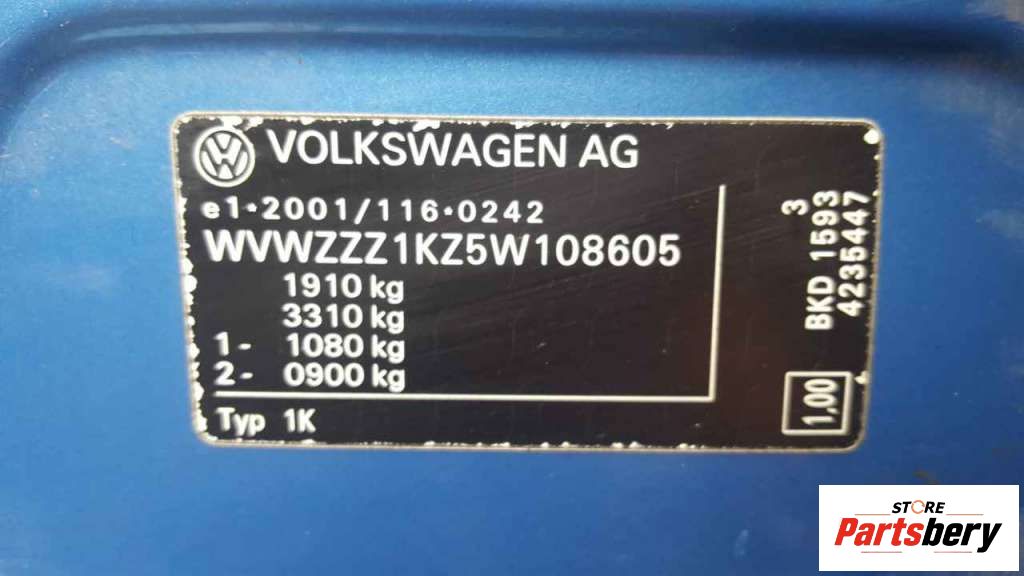 VOLKSWAGEN AG
e1*2001/116*0242
WVWZZZ1KZ5W108605
1910 kg
3310 kg
1- 1080 kg
2- 0900 kg
Typ 1K
3
BKD 1593
4235447
1,00
STORE
Partsbery